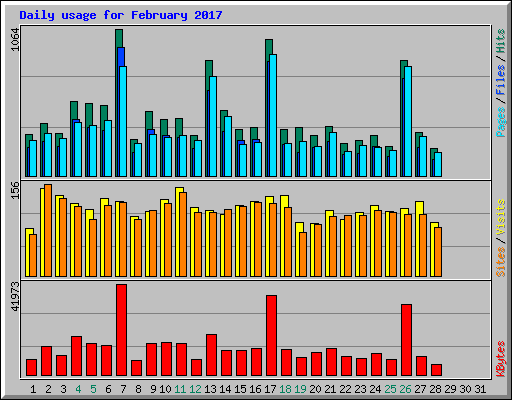 Daily usage for February 2017
1064
Pages / Files / Hits
156
Sites / Visits
41973
KBytes
1 2 3 4 5 6 7 8 9 10 11 12 13 14 15 16 17 18 19 20 21 22 23 24 25 26 27 28 29 30 31